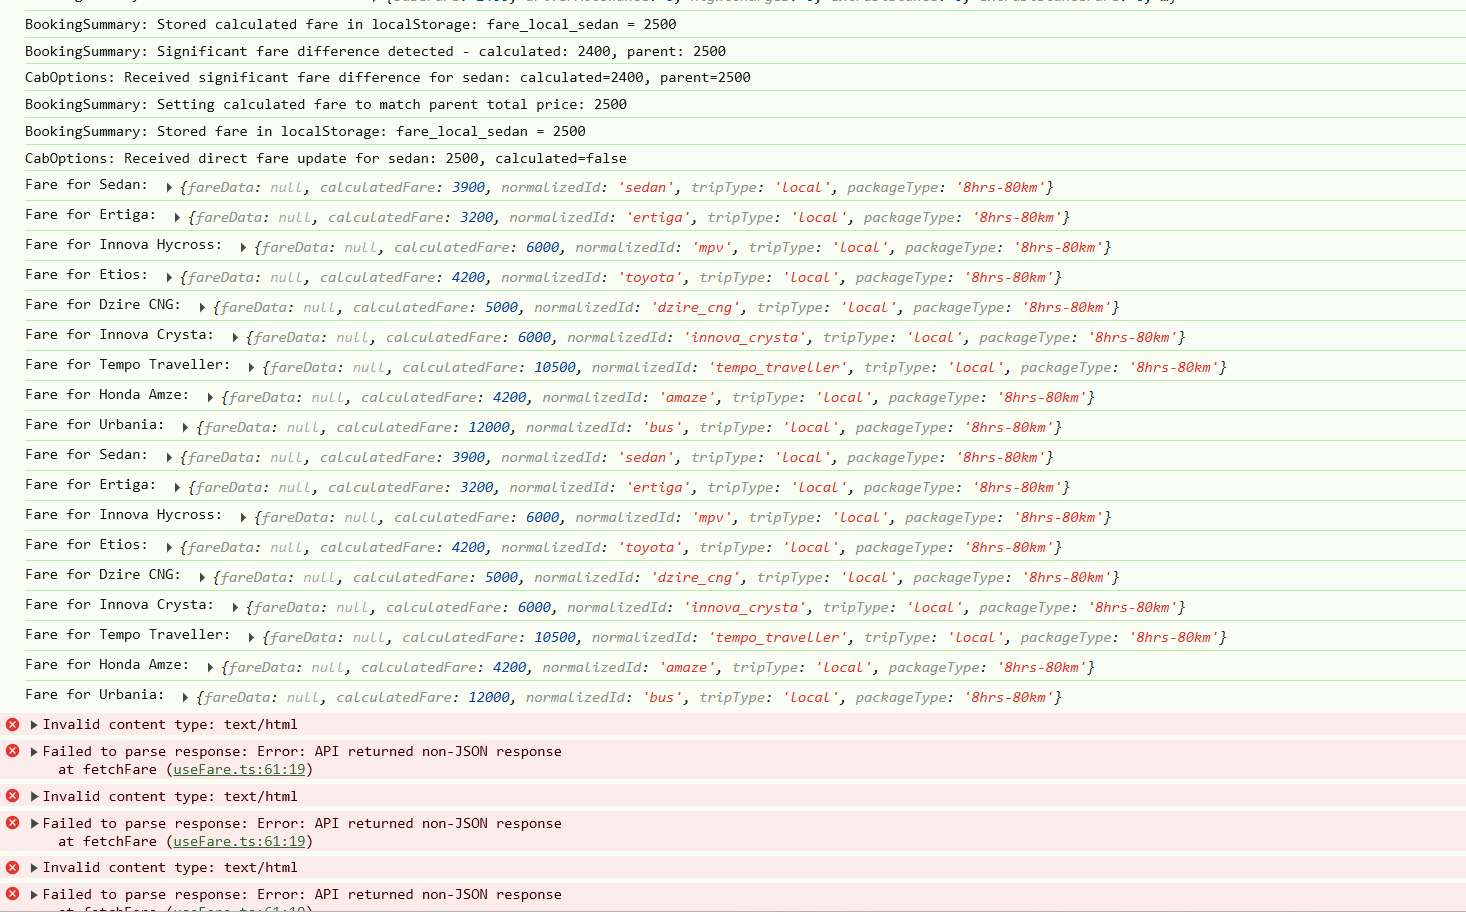 BookingSummary: Stored calculated fare in localStorage: fare_local_sedan = 2500
BookingSummary: Significant fare difference detected - calculated: 2400, parent: 2500
CabOptions: Received significant fare difference for sedan: calculated=2400, parent=2500
BookingSummary: Setting calculated fare to match parent total price: 2500
BookingSummary: Stored fare in localStorage: fare_local_sedan = 2500
CabOptions: Received direct fare update for sedan: 2500, calculated=false
Fare for Sedan: {fareData: null, calculatedFare: 3900, normalizedId: 'sedan', tripType: 'local', packageType: '8hrs-80km'}
Fare for Ertiga: {fareData: null, calculatedFare: 3200, normalizedId: 'ertiga', tripType: 'local', packageType: '8hrs-80km'}
Fare for Innova Hycross: {fareData: null, calculatedFare: 6000, normalizedId: 'mpv', tripType: 'local', packageType: '8hrs-80km'}
Fare for Etios: {fareData: null, calculatedFare: 4200, normalizedId: 'toyota', tripType: 'local', packageType: '8hrs-80km'}
Fare for Dzire CNG: {fareData: null, calculatedFare: 5000, normalizedId: 'dzire_cng', tripType: 'local', packageType: '8hrs-80km'}
Fare for Innova Crysta: {fareData: null, calculatedFare: 6000, normalizedId: 'innova_crysta', tripType: 'local', packageType: '8hrs-80km'}
Fare for Tempo Traveller: {fareData: null, calculatedFare: 10500, normalizedId: 'tempo_traveller', tripType: 'local', packageType: '8hrs-80km'}
Fare for Honda Amze: {fareData: null, calculatedFare: 4200, normalizedId: 'amaze', tripType: 'local', packageType: '8hrs-80km'}
Fare for Urbania: {fareData: null, calculatedFare: 12000, normalizedId: 'bus', tripType: 'local', packageType: '8hrs-80km'}
Fare for Sedan: {fareData: null, calculatedFare: 3900, normalizedId: 'sedan', tripType: 'local', packageType: '8hrs-80km'}
Fare for Ertiga: {fareData: null, calculatedFare: 3200, normalizedId: 'ertiga', tripType: 'local', packageType: '8hrs-80km'}
Fare for Innova Hycross: {fareData: null, calculatedFare: 6000, normalizedId: 'mpv', tripType: 'local', packageType: '8hrs-80km'}
Fare for Etios: {fareData: null, calculatedFare: 4200, normalizedId: 'toyota', tripType: 'local', packageType: '8hrs-80km'}
Fare for Dzire CNG: {fareData: null, calculatedFare: 5000, normalizedId: 'dzire_cng', tripType: 'local', packageType: '8hrs-80km'}
Fare for Innova Crysta: {fareData: null, calculatedFare: 6000, normalizedId: 'innova_crysta', tripType: 'local', packageType: '8hrs-80km'}
Fare for Tempo Traveller: {fareData: null, calculatedFare: 10500, normalizedId: 'tempo_traveller', tripType: 'local', packageType: '8hrs-80km'}
Fare for Honda Amze: {fareData: null, calculatedFare: 4200, normalizedId: 'amaze', tripType: 'local', packageType: '8hrs-80km'}
Fare for Urbania: {fareData: null, calculatedFare: 12000, normalizedId: 'bus', tripType: 'local', packageType: '8hrs-80km'}
Invalid content type: text/html
Failed to parse response: Error: API returned non-JSON response
at fetchFare (useFare.ts:61:19)
Invalid content type: text/html
Failed to parse response: Error: API returned non-JSON response
at fetchFare (useFare.ts:61:19)
Invalid content type: text/html
Failed to parse response: Error: API returned non-JSON response
at fetchFare (useFare.ts:61:19)